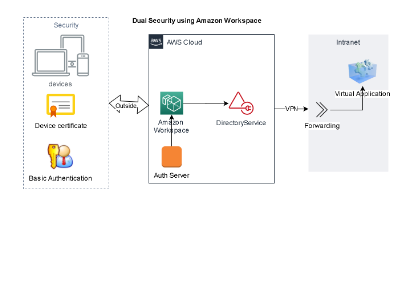 Dual Security using Amazon Workspace
Security
devices
Device certificate
Basic Authentication
Outside
AWS
AWS Cloud
Amazon
Workspace
DirectoryService
Auth Server
VPN
Intranet
Virtual Application
Forwarding